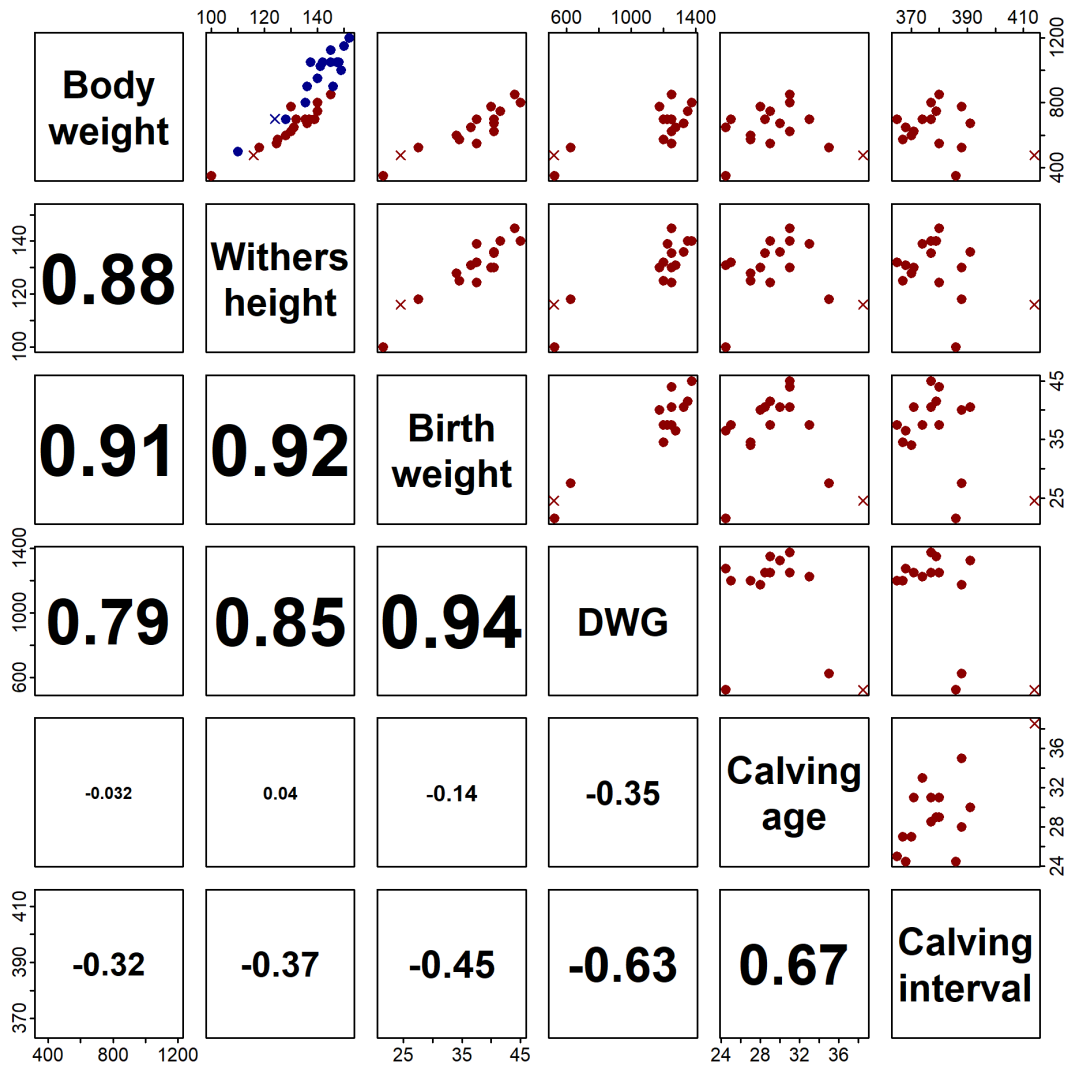 100 120 140
600 1000 1400
370 390 410
Body
weight
400 800 1200
100 120 140
0.88
Withers
height
0.91
0.92
Birth
weight
25 35 45
600 1000 1400
0.79
0.85
0.94
DWG
-0.032
0.04
-0.14
-0.35
Calving
age
24 28 32 36
370 390 410
-0.32
-0.37
-0.45
-0.63
0.67
Calving
interval
400 800 1200
25 35 45
24 28 32 36